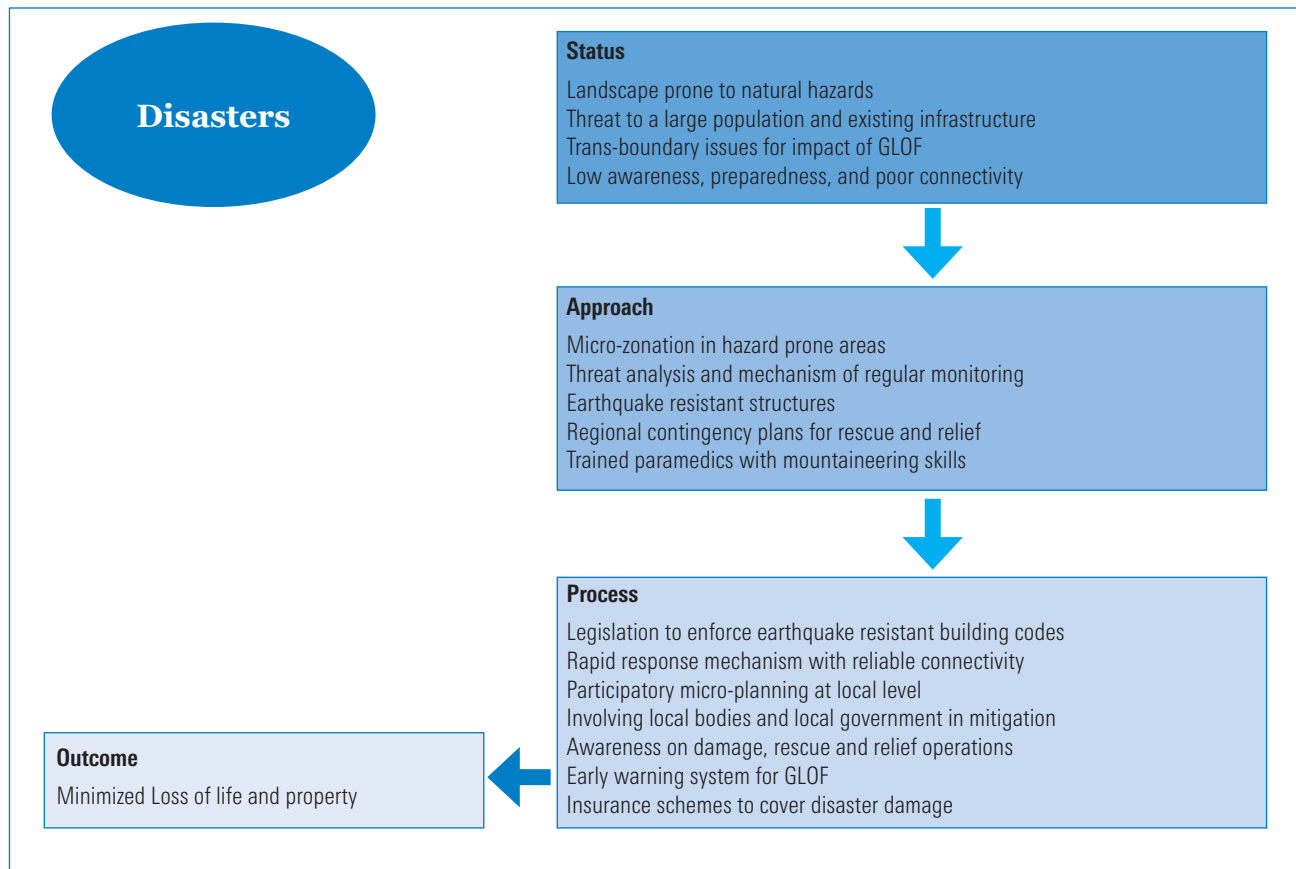 Disasters
Status
Landscape prone to natural hazards
Threat to a large population and existing infrastructure
Trans-boundary issues for impact of GLOF
Low awareness, preparedness, and poor connectivity
Approach
Micro-zonation in hazard prone areas
Threat analysis and mechanism of regular monitoring
Earthquake resistant structures
Regional contingency plans for rescue and relief
Trained paramedics with mountaineering skills
Process
Legislation to enforce earthquake resistant building codes
Rapid response mechanism with reliable connectivity
Participatory micro-planning at local level
Involving local bodies and local government in mitigation
Awareness on damage, rescue and relief operations
Early warning system for GLOF
Insurance schemes to cover disaster damage
Outcome
Minimized Loss of life and property